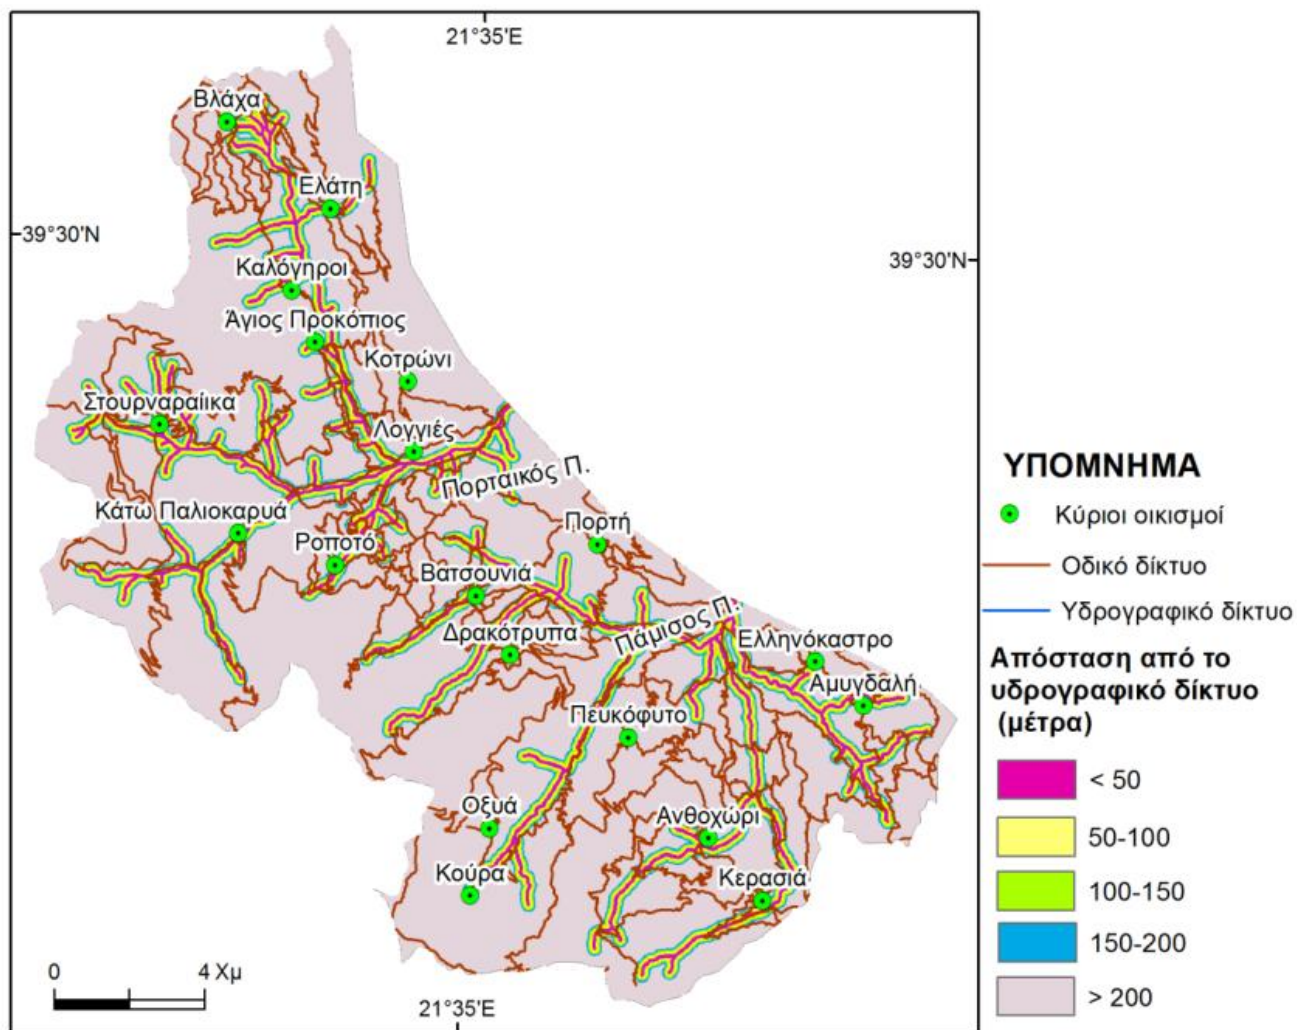 21°35'E
Βλάχα
Ελάτη
39°30'N
39°30'N
Καλόγηροι
Άγιος Προκόπιος
Κοτρώνι
Στουρναραίικα
Λογγιές
Πορταικός Π.
Κάτω Παλιοκαρυά
Ροποτό
Πορτή
Βατσουνιά
Πάμισος Π.
Δρακότρυπα
Ελληνόκαστρο
Αμυγδαλή
Πευκόφυτο
Οξυά
Ανθοχώρι
Κούρα
Κερασιά
0 4 Χμ
21°35'E
ΥΠΟΜΝΗΜΑ
Κύριοι οικισμοί
Οδικό δίκτυο
Υδρογραφικό δίκτυο
Απόσταση από το
υδρογραφικό δίκτυο
(μέτρα)
< 50
50-100
100-150
150-200
> 200